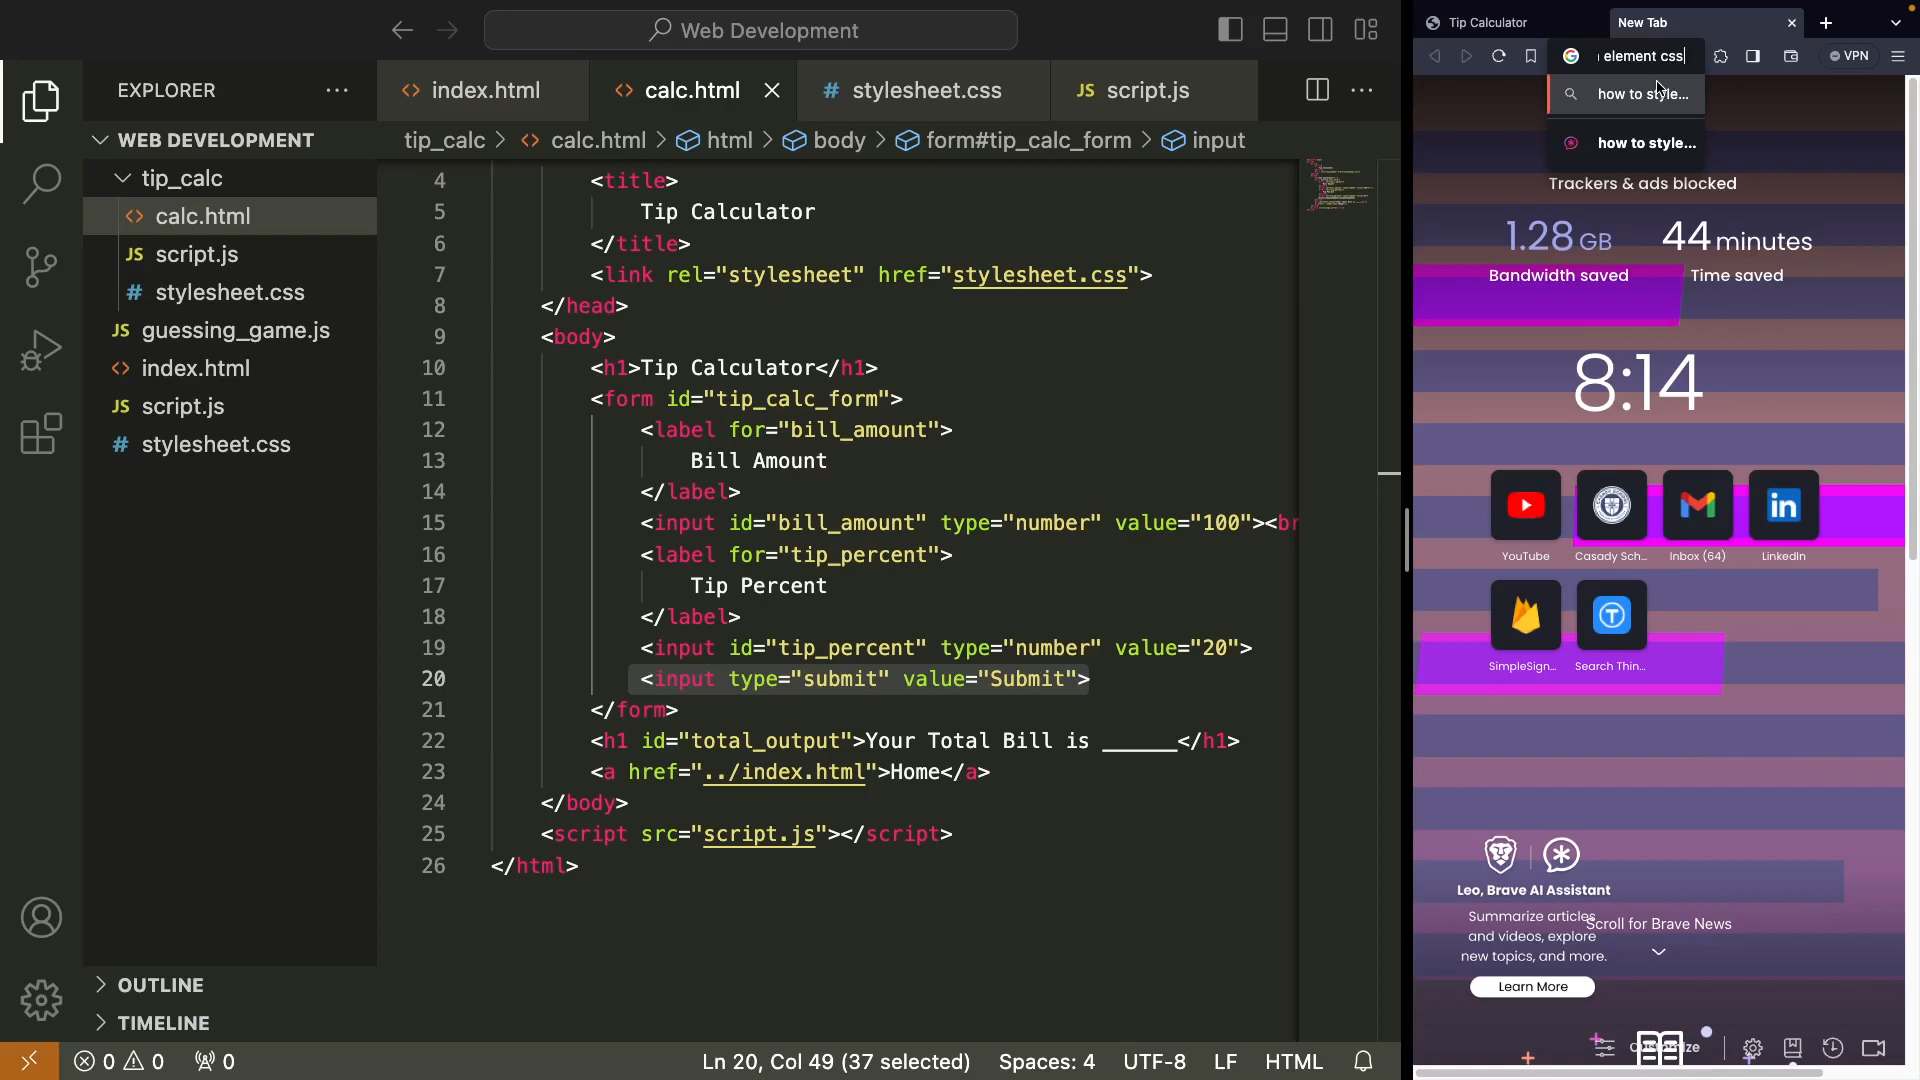 Web Development
EXPLORER
WEB DEVELOPMENT
tip_calc
calc.html
JS script.js
# stylesheet.css
JS guessing_game.js
index.html
JS script.js
# stylesheet.css
OUTLINE
TIMELINE
index.html
calc.html
# stylesheet.css
JS script.js
tip_calc > calc.html > html > body > form#tip_calc_form > input
4 <title>
5 Tip Calculator
6 </title>
7 <link rel="stylesheet" href="stylesheet.css">
8 </head>
9 <body>
10 <h1>Tip Calculator</h1>
11 <form id="tip_calc_form">
12 <label for="bill_amount">
13 Bill Amount
14 </label>
15 <input id="bill_amount" type="number" value="100"><br
16 <label for="tip_percent">
17 Tip Percent
18 </label>
19 <input id="tip_percent" type="number" value="20">
20 <input type="submit" value="Submit">
21 </form>
22 <h1 id="total_output">Your Total Bill is ______</h1>
23 <a href="../index.html">Home</a>
24 </body>
25 <script src="script.js"></script>
26 </html>
0 0 0
Ln 20, Col 49 (37 selected) Spaces: 4 UTF-8 LF HTML
Tip Calculator
New Tab
element css
VPN
how to style...
how to style...
Trackers & ads blocked
1.28 GB 44 minutes
Bandwidth saved Time saved
8:14
YouTube Casady Sch... Inbox (64) LinkedIn
SimpleSign... Search Thin...
Leo, Brave AI Assistant
Summarize articles
and videos, explore
new topics, and more.
Learn More
Scroll for Brave News